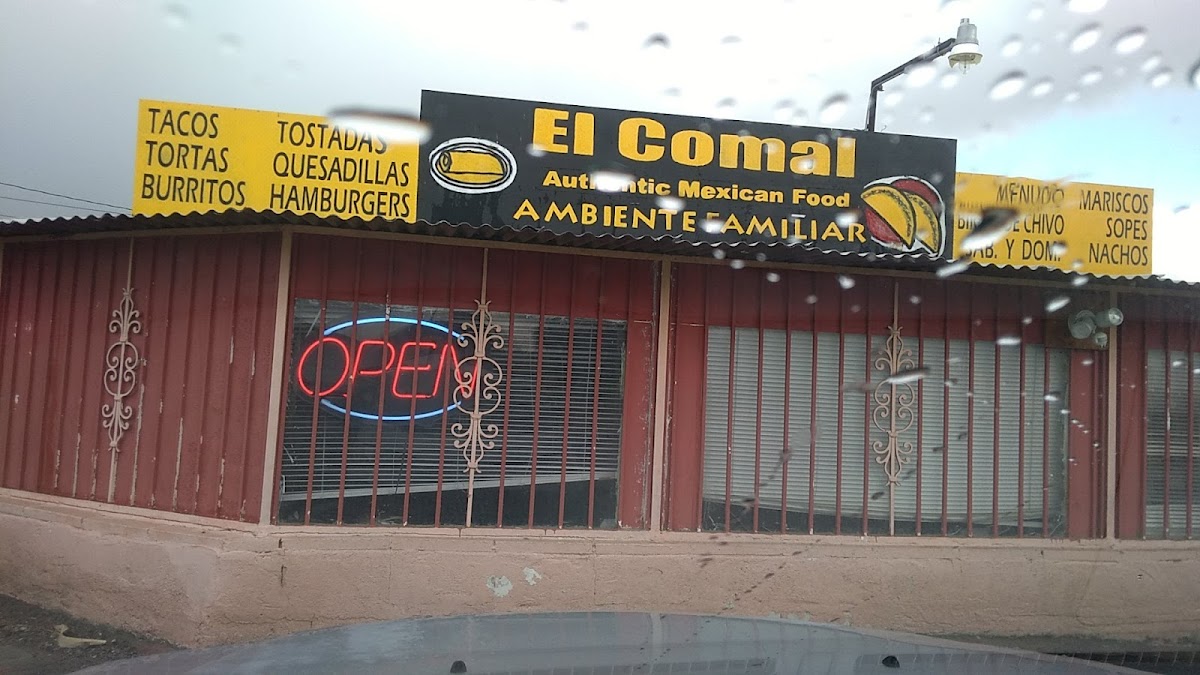 TACOS TOSTADAS
TORTAS QUESADILLAS
BURRITOS HAMBURGERS
El Comal
Authentic Mexican Food
AMBIENTE FAMILIAR
MENUDO MARISCOS
CHIVO SOPES
Y DOM. NACHOS
OPEN